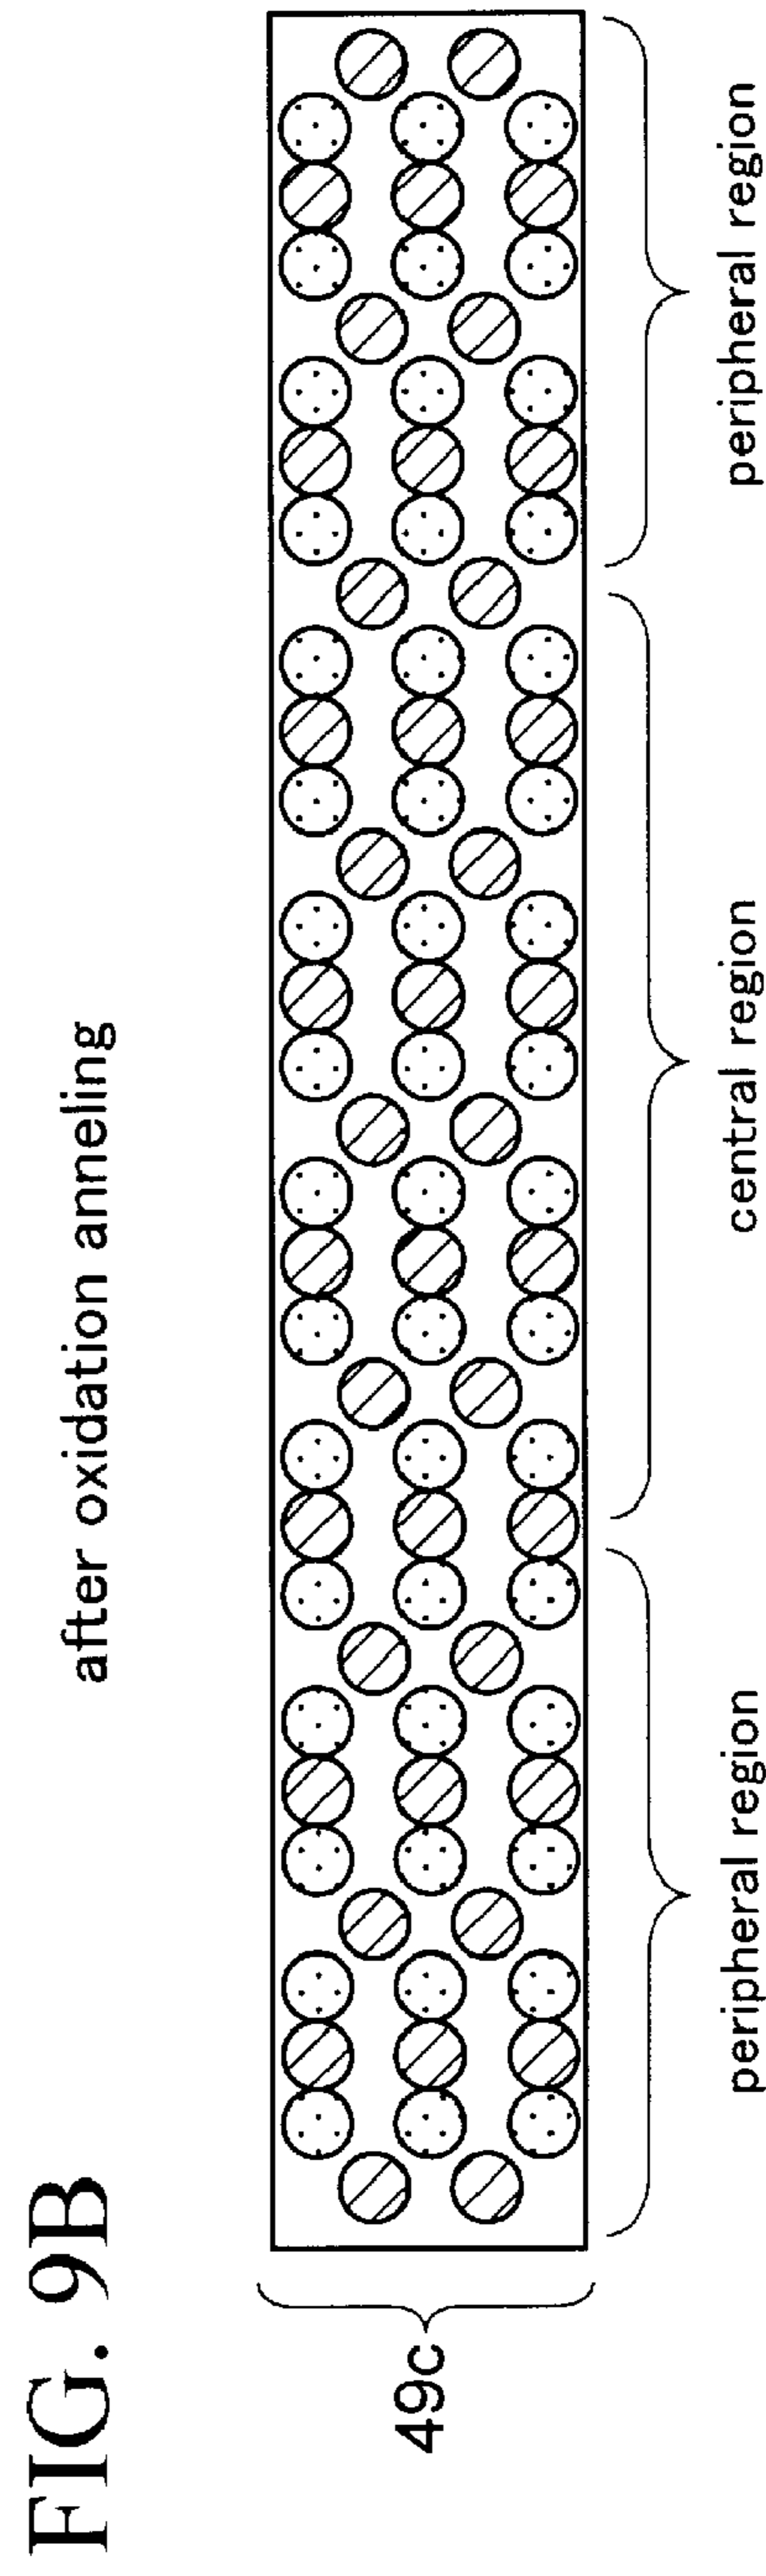 FIG. 9B
after oxidation anneling
49c
peripheral region
central region
peripheral region